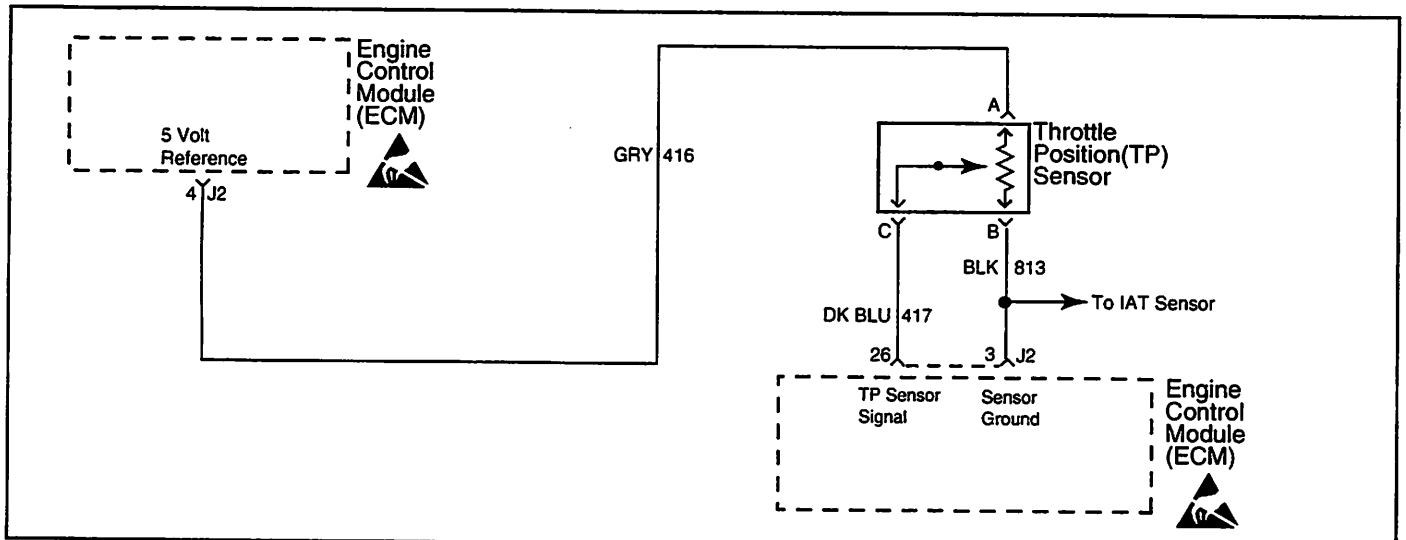 Engine
Control
Module
(ECM)
5 Volt
Reference
4 J2
GRY 416
A
Throttle
Position(TP)
Sensor
C B
BLK 813
To IAT Sensor
DK BLU 417
26 3 J2
TP Sensor
Signal
Sensor
Ground
Engine
Control
Module
(ECM)